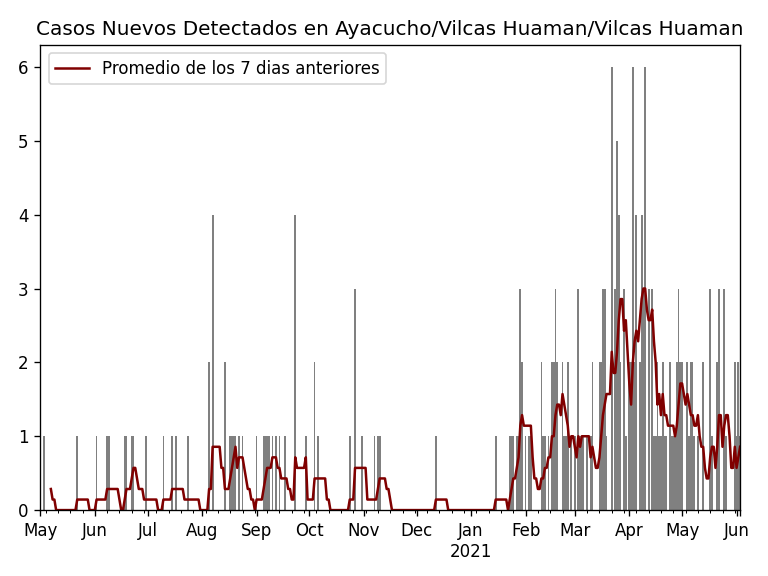 Casos Nuevos Detectados en Ayacucho/Vilcas Huaman/Vilcas Huaman
Promedio de los 7 dias anteriores
6
5
4
3
2
1
0
May Jun Jul Aug Sep Oct Nov Dec Jan Feb Mar Apr May Jun
2021